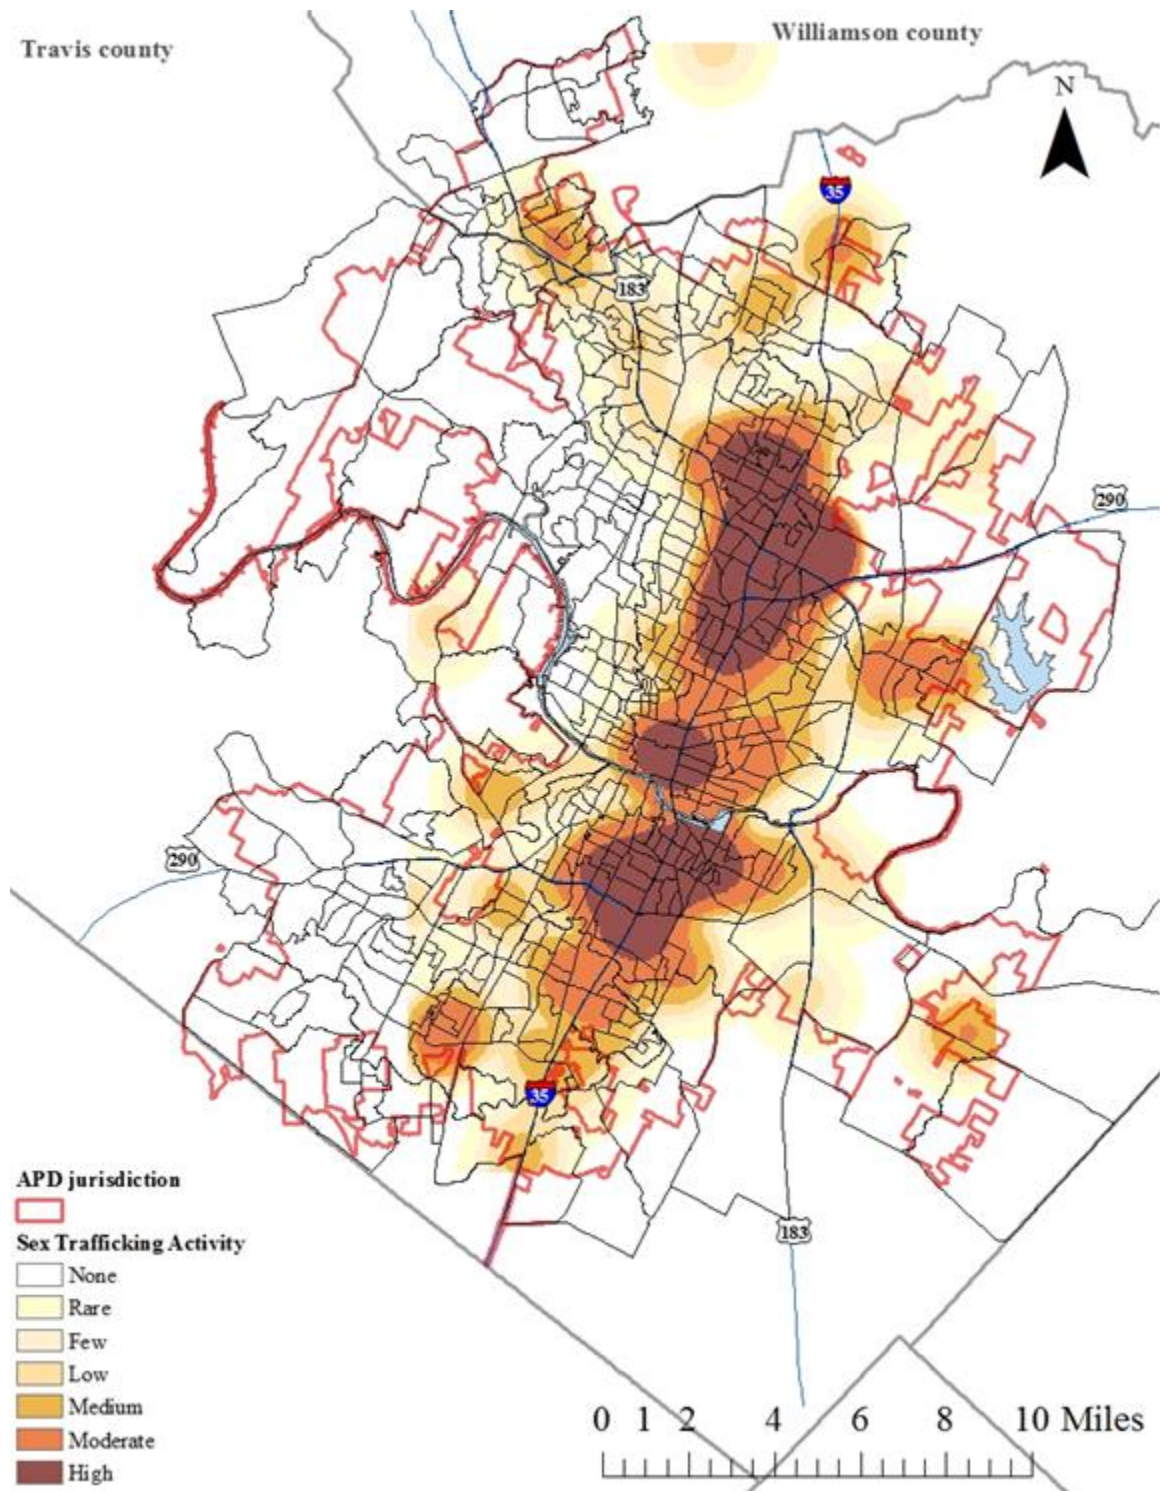 Travis county
Williamson county
N
35
183
290
290
35
183
APD jurisdiction
Sex Trafficking Activity
None
Rare
Few
Low
Medium
Moderate
High
0 1 2 4 6 8 10 Miles